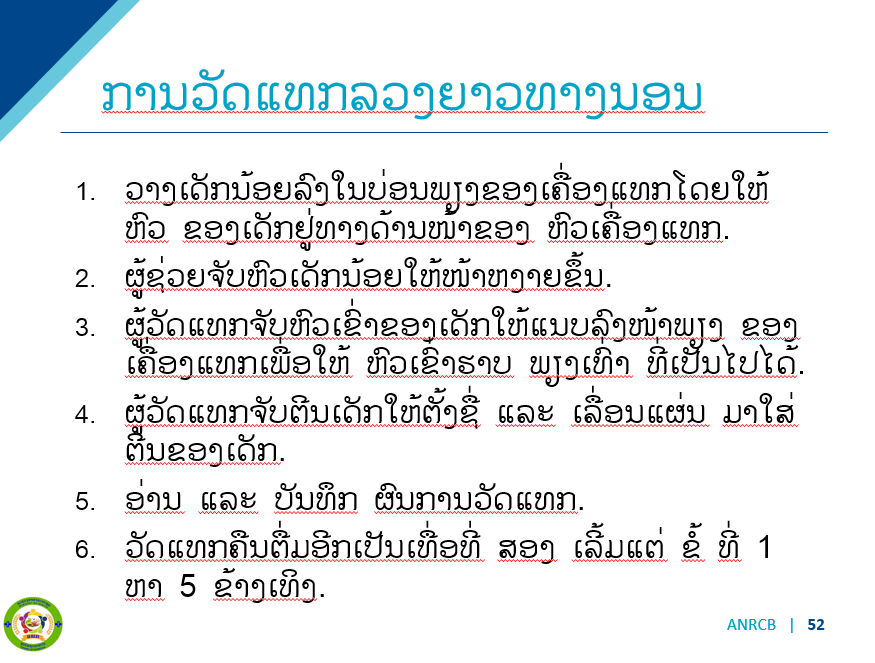 ການວັດແທກລວງຍາວທາງນອນ
1. ວາງເດັກນ້ອຍລົງໃນບ່ອນພຽງຂອງເຄື່ອງແທກໂດຍໃຫ້
ຫົວ ຂອງເດັກຢູ່ທາງດ້ານໜ້າຂອງ ຫົວເຄື່ອງແທກ.
2. ຜູ້ຊ່ວຍຈັບຫົວເດັກນ້ອຍໃຫ້ໜ້າຫງາຍຂຶ້ນ.
3. ຜູ້ວັດແທກຈັບຫົວເຂົ່າຂອງເດັກໃຫ້ແນບລົງໜ້າພຽງ ຂອງ
ເຄື່ອງແທກເພື່ອໃຫ້ ຫົວເຂົ່າຮາບ ພຽງເທົ່າ ທີ່ເປັນໄປໄດ້.
4. ຜູ້ວັດແທກຈັບຕີນເດັກໃຫ້ຕັ້ງຊື່ ແລະ ເລື່ອນແຜ່ນ ມາໃສ່
ຕີນຂອງເດັກ.
5. ອ່ານ ແລະ ບັນທຶກ ຜົນການວັດແທກ.
6. ວັດແທກຄືນຕື່ມອີກເປັນເທື່ອທີ່ ສອງ ເລີ້ມແຕ່ ຂໍ້ ທີ່ 1
ຫາ 5 ຂ້າງເທິງ.
ANRCB | 52